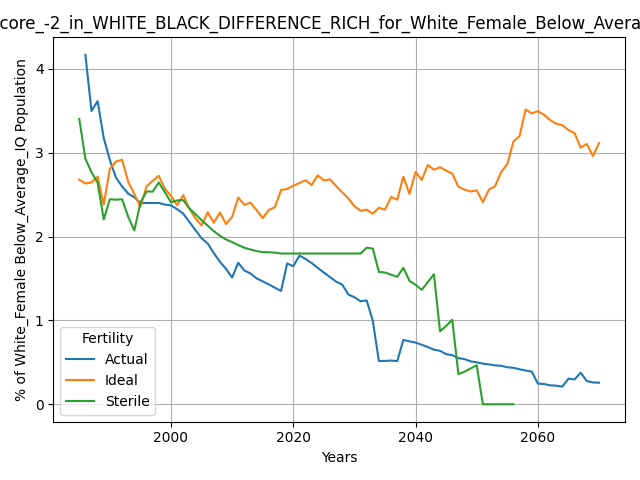 core_-2_in_WHITE_BLACK_DIFFERENCE_RICH_for_White_Female_Below_Avera
% of White_Female Below_Average_IQ Population
4
3
2
1
0
Fertility
Actual
Ideal
Sterile
2000
2020
2040
2060
Years